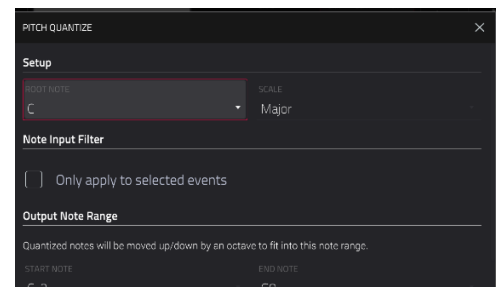 PITCH QUANTIZE
Setup
ROOT NOTE SCALE
C Major
Note Input Filter
Only apply to selected events
Output Note Range
Quantized notes will be moved up/down by an octave to fit into this note range.
START NOTE END NOTE